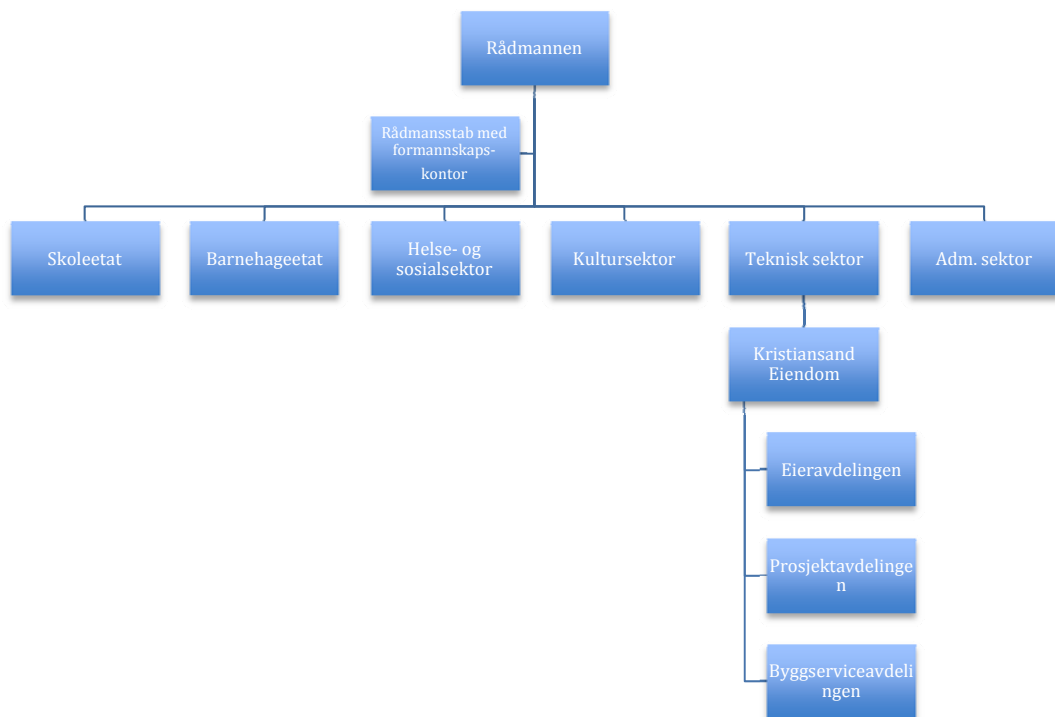 Rådmannen
Rådmansstab med
formannskaps-
kontor
Skoleetat
Barnehageetat
Helse- og
sosialsektor
Kultursektor
Teknisk sektor
Adm. sektor
Kristiansand
Eiendom
Eieravdelingen
Prosjektavdelinge
n
Byggserviceavdeli
ngen